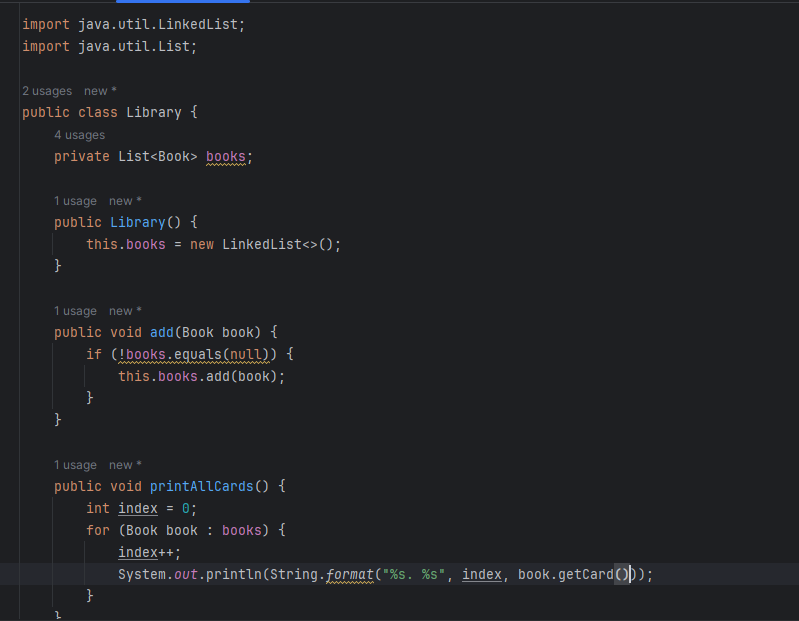 import java.util.LinkedList;
import java.util.List;
2 usages new *
public class Library {
4 usages
private List<Book> books;
1 usage new *
public Library() {
this.books = new LinkedList<>();
}
1 usage new *
public void add(Book book) {
if (!books.equals(null)) {
this.books.add(book);
}
}
1 usage new *
public void printAllCards() {
int index = 0;
for (Book book : books) {
index++;
System.out.println(String.format("%s. %s", index, book.getCard()));
}
}